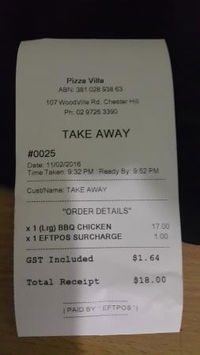 Pizza Ville
ABN: 381 028 938 63
107 WoodVille Rd, Chester Hill
Ph: 02 9726 3390
TAKE AWAY
#0025
Date: 11/02/2016
Time Taken: 9:32 PM Ready By: 9:52 PM
Cust/Name: TAKE AWAY
"ORDER DETAILS"
x 1 (Lrg) BBQ CHICKEN 17.00
x 1 EFTPOS SURCHARGE 1.00
GST Included $1.64
Total Receipt $18.00
( PAID BY " EFTPOS ")